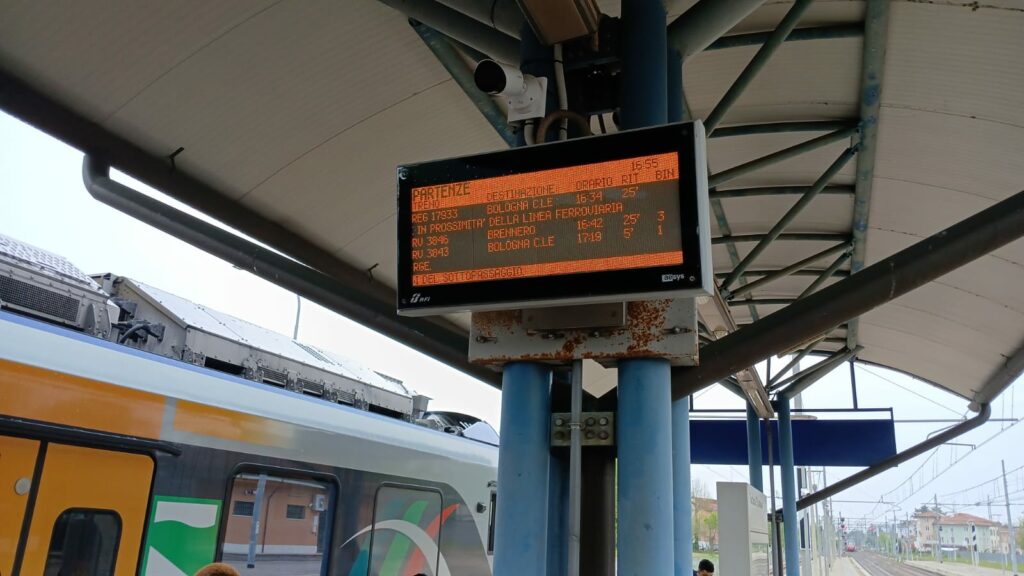 16:55
PARTENZE
TRENO DESTINAZIONE ORARIO RIT BIN
REG 17933 BOLOGNA C.LE 16:34 25'
IN PROSSIMITA' DELLA LINEA FERROVIARIA
RV 3846 BRENNERO 16:42 25' 3
RV 3843 BOLOGNA C.LE 17:19 5' 1
RGE
DEL SOTTOPASSAGGIO.
RFI
sys